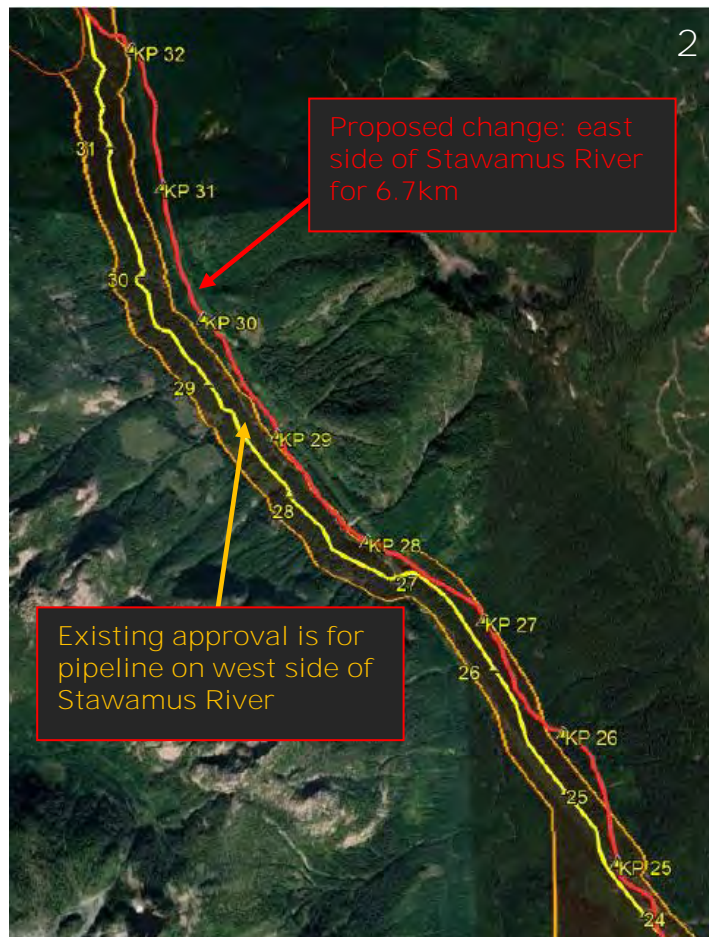 2
KP 32
Proposed change: east
side of Stawamus River
for 6.7km
31
KP 31
30
KP 30
29
KP 29
28
KP 28
27
Existing approval is for
pipeline on west side of
Stawamus River
KP 27
26
KP 26
25
KP 25
24